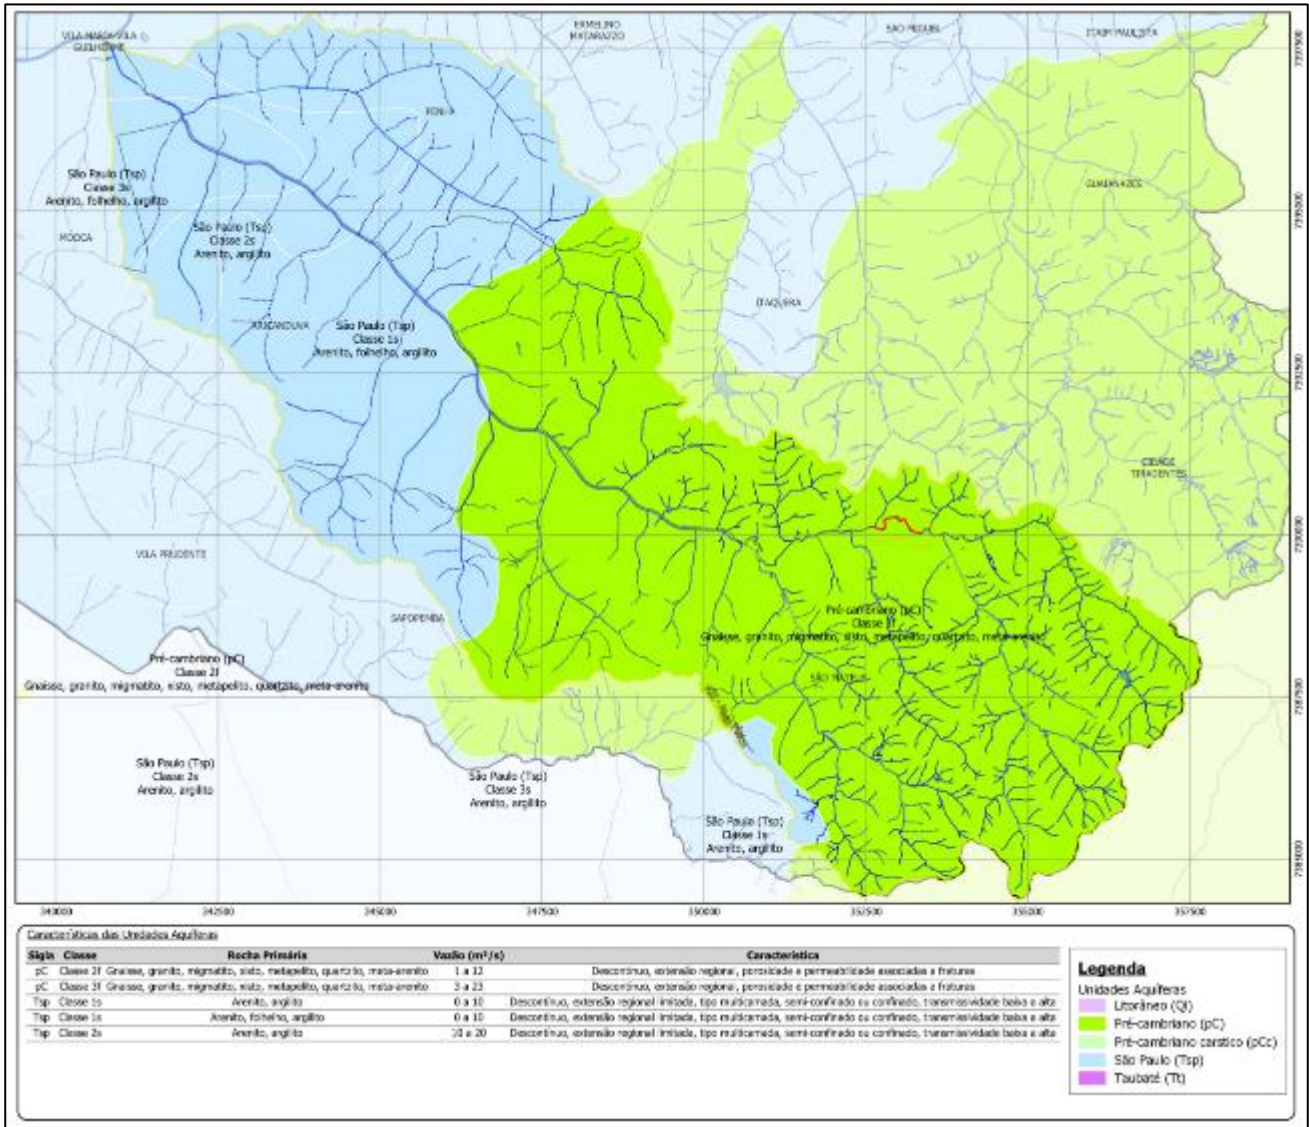 VILA MARIA-VILA
GUILHERME
ERMELINO
MATARAZZO
SAO MIGUEL
ITAIM PAULISTA
7397500
PENHA
São Paulo (Tsp)
Classe 3s
Arenito, folhelho, argilito
GUAIANAZES
7395000
São Paulo (Tsp)
Classe 2s
Arenito, argilito
MOOCA
ITAQUERA
ARICANDUVA
São Paulo (Tsp)
Classe 1s
Arenito, folhelho, argilito
7392500
CIDADE
TIRADENTES
7390000
VILA PRUDENTE
SAPOPEMBA
Pré-cambriano (pC)
Gnaisse, granito, migmatito, xisto, metapelito, quartzito, meta-arenito
SÃO MATEUS
Pré-cambriano (pC)
Classe 2f
Gnaisse, granito, migmatito, xisto, metapelito, quartzito, meta-arenito
7387500
São Paulo (Tsp)
Classe 2s
Arenito, argilito
São Paulo (Tsp)
Classe 3s
Arenito, argilito
São Paulo (Tsp)
Classe 1s
Arenito, argilito
7385000
340000 342500 345000 347500 350000 352500 355000 357500
Características das Unidades Aquíferas
Sigla Classe Rocha Primária Vazão (m³/s) Característica
pC Classe 2f Gnaisse, granito, migmatito, xisto, metapelito, quartzito, meta-arenito 1 a 12 Descontínuo, extensão regional, porosidade e permeabilidade associadas a fraturas
pC Classe 3f Gnaisse, granito, migmatito, xisto, metapelito, quartzito, meta-arenito 3 a 23 Descontínuo, extensão regional, porosidade e permeabilidade associadas a fraturas
Tsp Classe 1s Arenito, argilito 0 a 10 Descontínuo, extensão regional limitada, tipo multicamada, semi-confinado ou confinado, transmissividade baixa a alta
Tsp Classe 1s Arenito, folhelho, argilito 0 a 10 Descontínuo, extensão regional limitada, tipo multicamada, semi-confinado ou confinado, transmissividade baixa a alta
Tsp Classe 2s Arenito, argilito 10 a 20 Descontínuo, extensão regional limitada, tipo multicamada, semi-confinado ou confinado, transmissividade baixa a alta
Legenda
Unidades Aquíferas
Litorâneo (Ql)
Pré-cambriano (pC)
Pré-cambriano carstico (pCc)
São Paulo (Tsp)
Taubaté (Tt)